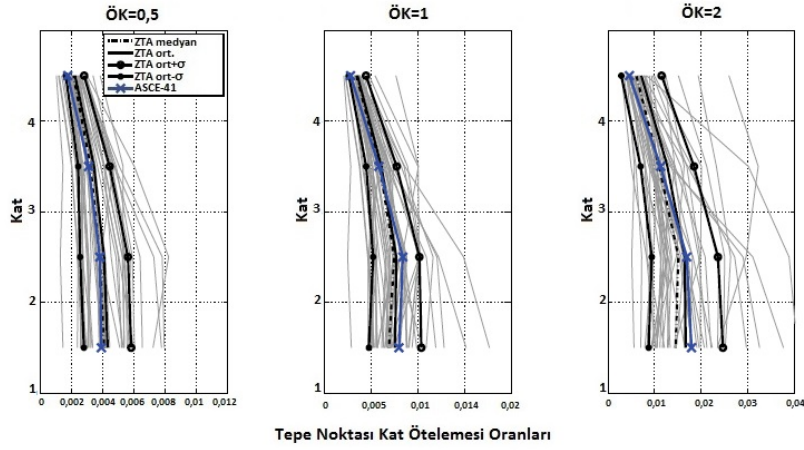 ÖK=0,5 ÖK=1 ÖK=2
ZTA medyan
ZTA ort.
ZTA ort+σ
ZTA ort-σ
ASCE-41
Kat Kat Kat
4 4 4
3 3 3
2 2 2
1 1 1
0 0,002 0,004 0,006 0,008 0,01 0,012
0 0,005 0,01 0,014 0,02
0 0,01 0,02 0,03 0,04
Tepe Noktası Kat Ötelemesi Oranları